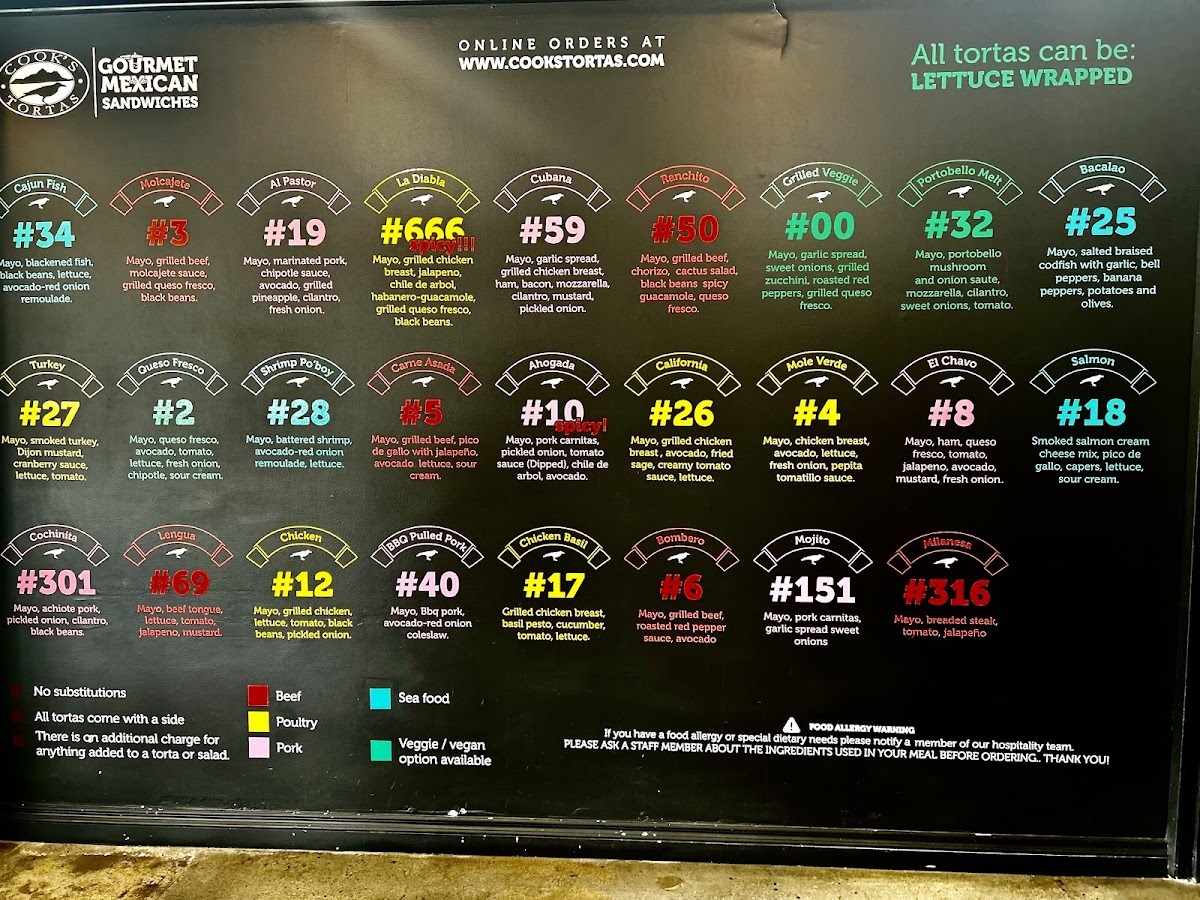 COOK'S
TORTAS
GOURMET
MEXICAN
SANDWICHES
ONLINE ORDERS AT
WWW.COOKSTORTAS.COM
All tortas can be:
LETTUCE WRAPPED
Cajun Fish
#34
Mayo, blackened fish,
black beans, lettuce,
avocado-red onion
remoulade.
Molcajete
#3
Mayo, grilled beef,
molcajete sauce,
grilled queso fresco,
black beans.
Al Pastor
#19
Mayo, marinated pork,
chipotle sauce,
avocado, grilled
pineapple, cilantro,
fresh onion.
La Diabla
#666
spicy!!!
Mayo, grilled chicken
breast, jalapeno,
chile de arbol,
habanero-guacamole,
grilled queso fresco,
black beans.
Cubana
#59
Mayo, garlic spread,
grilled chicken breast,
ham, bacon, mozzarella,
cilantro, mustard,
pickled onion.
Ranchito
#50
Mayo, grilled beef,
chorizo, cactus salad,
black beans spicy
guacamole, queso
fresco.
Grilled Veggie
#00
Mayo, garlic spread,
sweet onions, grilled
zucchini, roasted red
peppers, grilled queso
fresco.
Portobello Melt
#32
Mayo, portobello
mushroom
and onion saute,
mozzarella, cilantro,
sweet onions, tomato.
Bacalao
#25
Mayo, salted braised
codfish with garlic, bell
peppers, banana
peppers, potatoes and
olives.
Turkey
#27
Mayo, smoked turkey,
Dijon mustard,
cranberry sauce,
lettuce, tomato.
Queso Fresco
#2
Mayo, queso fresco,
avocado, tomato,
lettuce, fresh onion,
chipotle, sour cream.
Shrimp Po'boy
#28
Mayo, battered shrimp,
avocado-red onion
remoulade, lettuce.
Carne Asada
#5
Mayo, grilled beef, pico
de gallo with jalapeño,
avocado lettuce, sour
cream.
Ahogada
#10
spicy!
Mayo, pork carnitas,
pickled onion, tomato
sauce (Dipped), chile de
arbol, avocado.
California
#26
Mayo, grilled chicken
breast , avocado, fried
sage, creamy tomato
sauce, lettuce.
Mole Verde
#4
Mayo, chicken breast,
avocado, lettuce,
fresh onion, pepita
tomatillo sauce.
El Chavo
#8
Mayo, ham, queso
fresco, tomato,
jalapeno, avocado,
mustard, fresh onion.
Salmon
#18
Smoked salmon cream
cheese mix, pico de
gallo, capers, lettuce,
sour cream.
Cochinita
#301
Mayo, achiote pork,
pickled onion, cilantro,
black beans.
Lengua
#69
Mayo, beef tongue,
lettuce, tomato,
jalapeno, mustard.
Chicken
#12
Mayo, grilled chicken,
lettuce, tomato, black
beans, pickled onion.
BBQ Pulled Pork
#40
Mayo, Bbq pork,
avocado-red onion
coleslaw.
Chicken Basil
#17
Grilled chicken breast,
basil pesto, cucumber,
tomato, lettuce.
Bombero
#6
Mayo, grilled beef,
roasted red pepper
sauce, avocado
Mojito
#151
Mayo, pork carnitas,
garlic spread sweet
onions
Milanesa
#316
Mayo, breaded steak,
tomato, jalapeño
No substitutions
All tortas come with a side
There is an additional charge for
anything added to a torta or salad.
Beef
Poultry
Pork
Sea food
Veggie / vegan
option available
FOOD ALLERGY WARNING
If you have a food allergy or special dietary needs please notify a member of our hospitality team.
PLEASE ASK A STAFF MEMBER ABOUT THE INGREDIENTS USED IN YOUR MEAL BEFORE ORDERING.. THANK YOU!